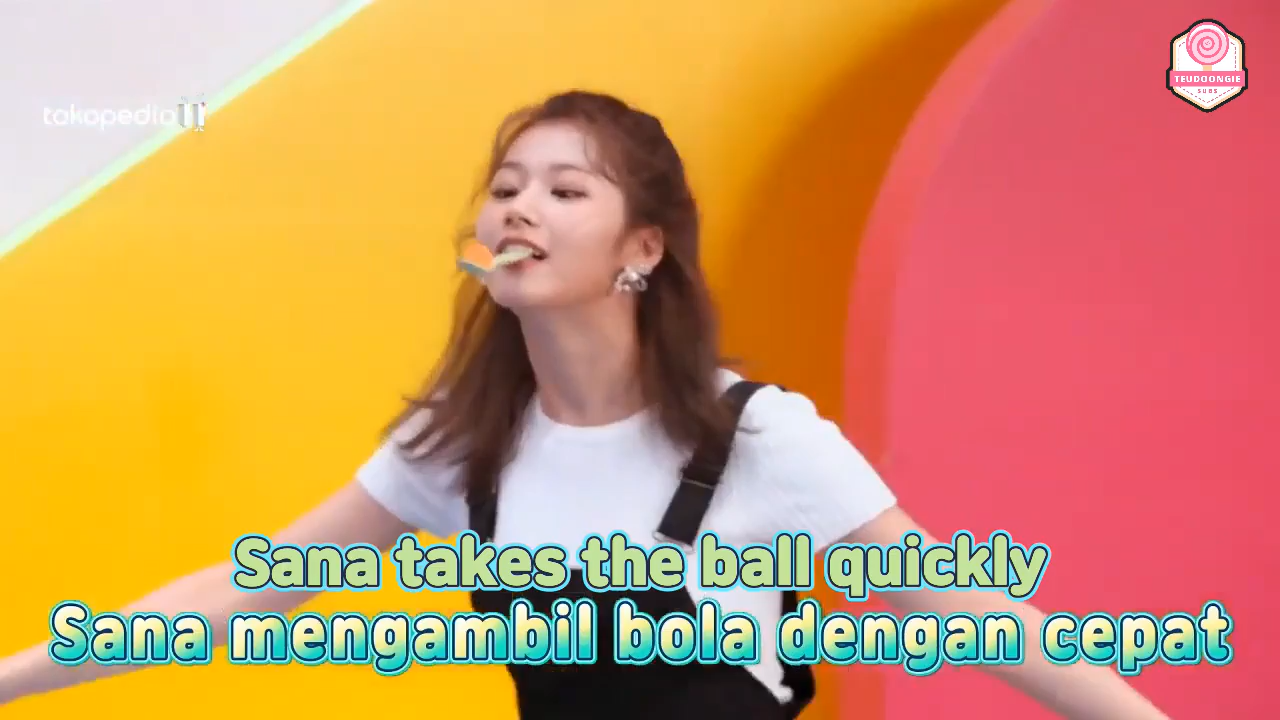 tokopedia
TEUDOONGIE
SUBS
Sana takes the ball quickly
Sana mengambil bola dengan cepat